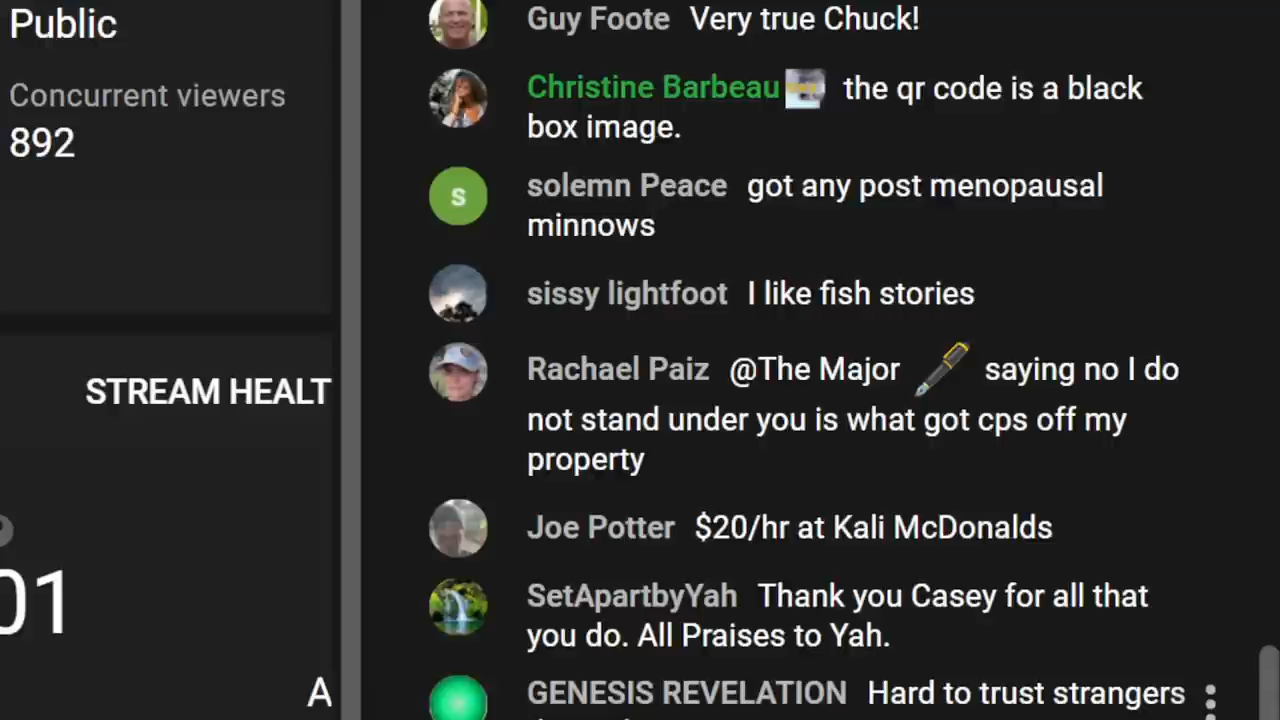 Public
Concurrent viewers
892
STREAM HEALT
01
A
Guy Foote Very true Chuck!
Christine Barbeau the qr code is a black
box image.
S
solemn Peace got any post menopausal
minnows
sissy lightfoot I like fish stories
Rachael Paiz @The Major saying no I do
not stand under you is what got cps off my
property
Joe Potter $20/hr at Kali McDonalds
SetApartbyYah Thank you Casey for all that
you do. All Praises to Yah.
GENESIS REVELATION Hard to trust strangers